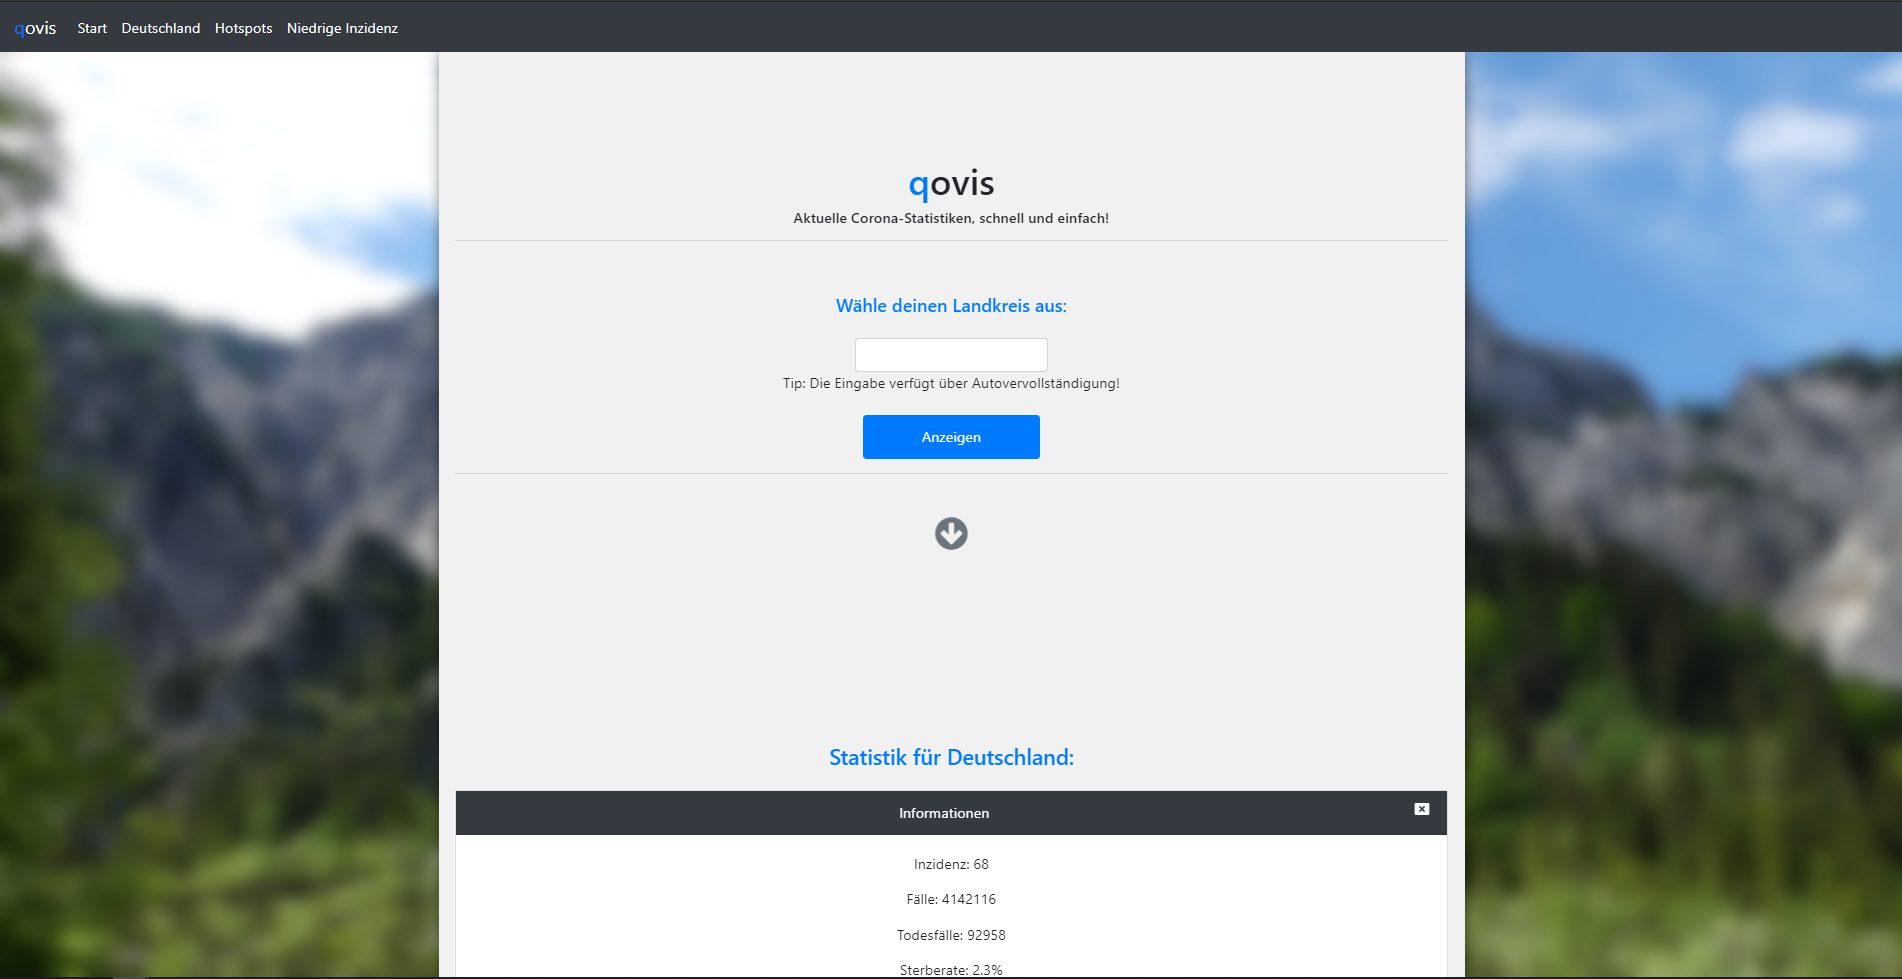 qovis Start Deutschland Hotspots Niedrige Inzidenz
qovis
Aktuelle Corona-Statistiken, schnell und einfach!
Wähle deinen Landkreis aus:
Tip: Die Eingabe verfügt über Autovervollständigung!
Anzeigen
Statistik für Deutschland:
Informationen
Inzidenz: 68
Fälle: 4142116
Todesfälle: 92958
Sterberate: 2.3%